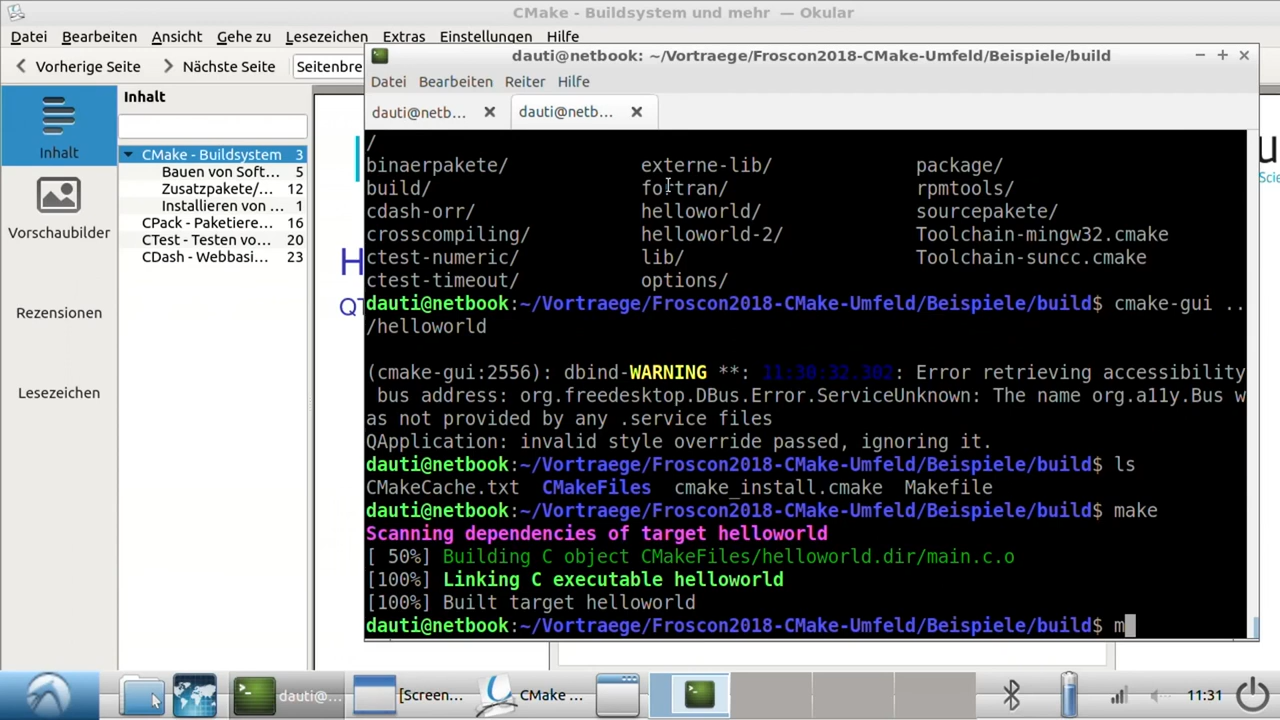 CMake - Buildsystem und mehr — Okular
Datei Bearbeiten Ansicht Gehe zu Lesezeichen Extras Einstellungen Hilfe
Vorherige Seite Nächste Seite Seitenbre
Inhalt
Inhalt
Vorschaubilder
Rezensionen
Lesezeichen
CMake - Buildsystem 3
Bauen von Soft... 5
Zusatzpakete/... 12
Installieren von ... 1
CPack - Paketiere... 16
CTest - Testen vo... 20
CDash - Webbasi... 23
H
QT
u
Scie
dauti@netbook: ~/Vortraege/Froscon2018-CMake-Umfeld/Beispiele/build
Datei Bearbeiten Reiter Hilfe
dauti@netb... dauti@netb...
/
binaerpakete/ externe-lib/ package/
build/ fortran/ rpmtools/
cdash-orr/ helloworld/ sourcepakete/
crosscompiling/ helloworld-2/ Toolchain-mingw32.cmake
ctest-numeric/ lib/ Toolchain-suncc.cmake
ctest-timeout/ options/
dauti@netbook:~/Vortraege/Froscon2018-CMake-Umfeld/Beispiele/build$ cmake-gui ..
/helloworld
(cmake-gui:2556): dbind-WARNING **: 11:30:32.302: Error retrieving accessibility
bus address: org.freedesktop.DBus.Error.ServiceUnknown: The name org.a11y.Bus w
as not provided by any .service files
QApplication: invalid style override passed, ignoring it.
dauti@netbook:~/Vortraege/Froscon2018-CMake-Umfeld/Beispiele/build$ ls
CMakeCache.txt CMakeFiles cmake_install.cmake Makefile
dauti@netbook:~/Vortraege/Froscon2018-CMake-Umfeld/Beispiele/build$ make
Scanning dependencies of target helloworld
[ 50%] Building C object CMakeFiles/helloworld.dir/main.c.o
[100%] Linking C executable helloworld
[100%] Built target helloworld
dauti@netbook:~/Vortraege/Froscon2018-CMake-Umfeld/Beispiele/build$ m
dauti@... [Screen... CMake ... 11:31